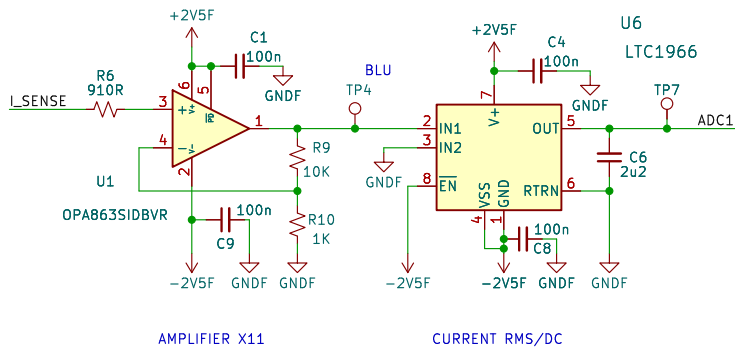 +2V5F
U6
C1
100n
GNDF
BLU
+2V5F
C4
100n
GNDF
LTC1966
R6
910R
I_SENSE
TP4
TP7
6
5
V+
PD
3
+
1
4
-
V-
2
7
V+
2
IN1
3
IN2
8
EN
OUT
5
RTRN
6
VSS
GND
4
1
ADC1
R9
10K
GNDF
C6
2u2
U1
OPA863SIDBVR
100n
C9
R10
1K
100n
C8
-2V5F
GNDF
GNDF
-2V5F
-2V5F
GNDF
GNDF
AMPLIFIER X11
CURRENT RMS/DC